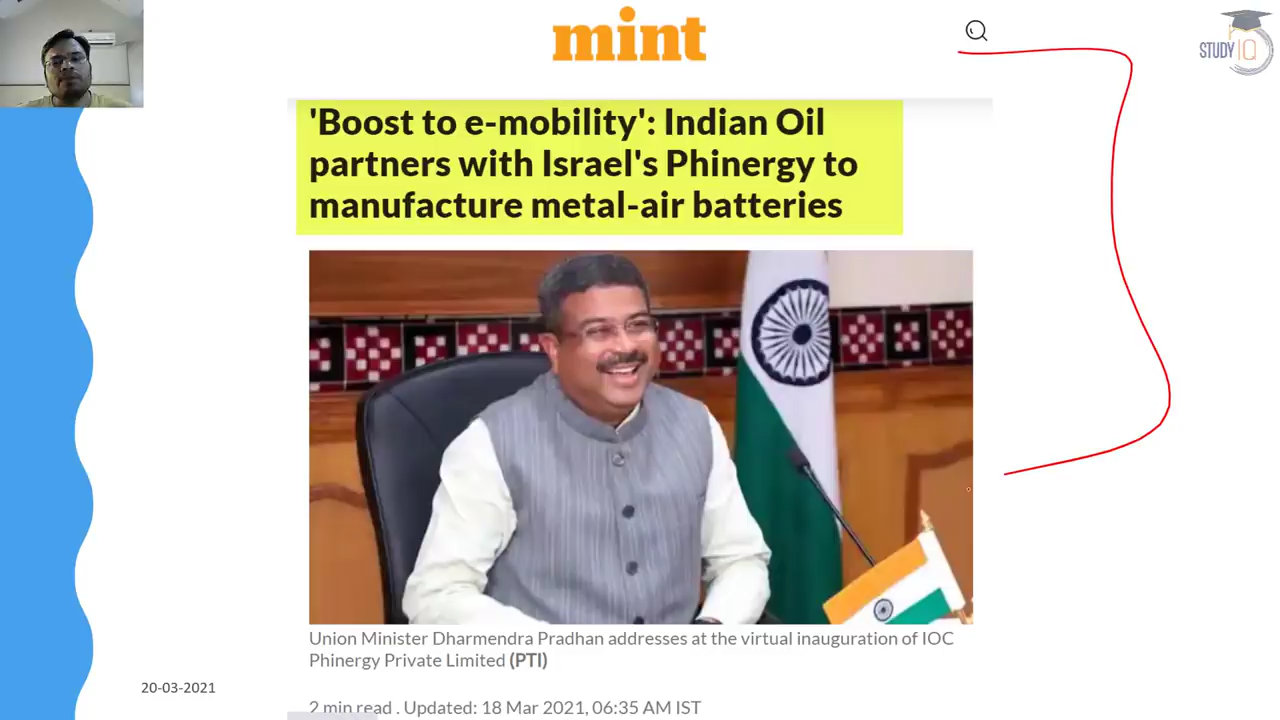 mint
STUDY IQ
'Boost to e-mobility': Indian Oil
partners with Israel's Phinergy to
manufacture metal-air batteries
Union Minister Dharmendra Pradhan addresses at the virtual inauguration of IOC
Phinergy Private Limited (PTI)
20-03-2021
2 min read . Updated: 18 Mar 2021, 06:35 AM IST